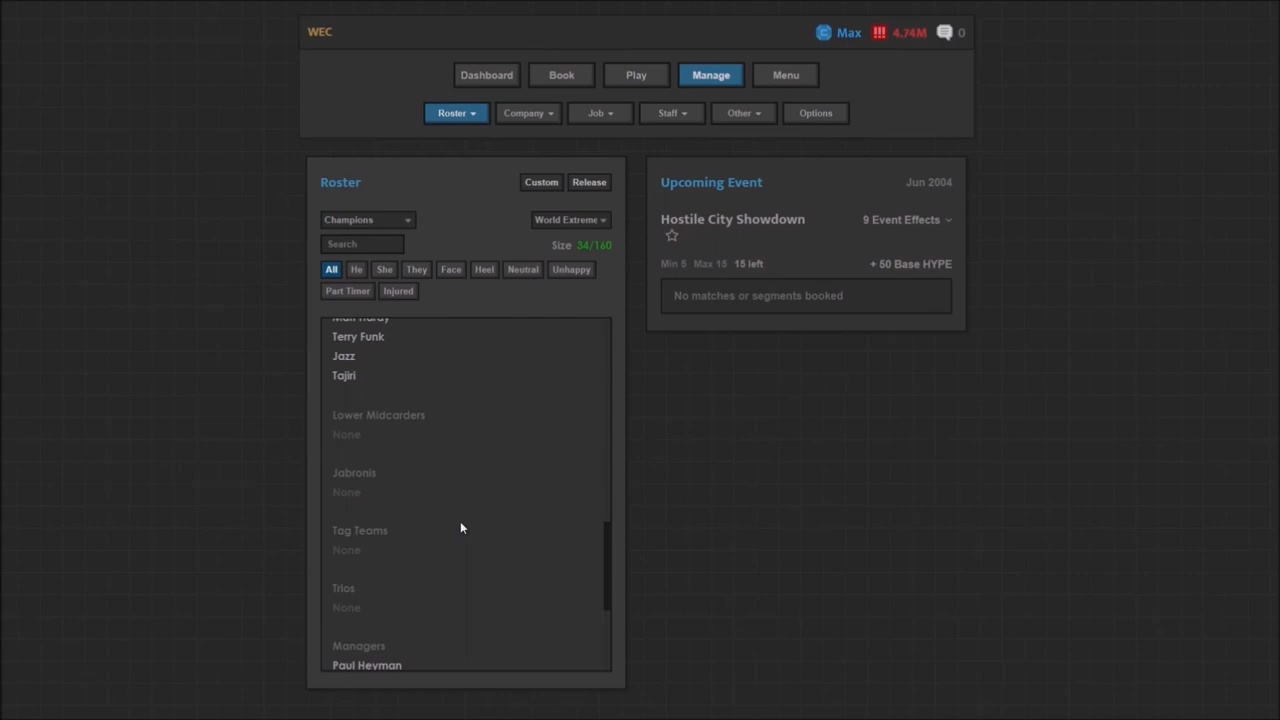 WEC
Max 4.74M 0
Dashboard Book Play Manage Menu
Roster Company Job Staff Other Options
Roster Custom Release
Champions World Extreme
Search Size 34/160
All He She They Face Heel Neutral Unhappy
Part Timer Injured
Matt Hardy
Terry Funk
Jazz
Tajiri
Lower Midcarders
None
Jabronis
None
Tag Teams
None
Trios
None
Managers
Paul Heyman
Upcoming Event Jun 2004
Hostile City Showdown 9 Event Effects
Min 5 Max 15 15 left + 50 Base HYPE
No matches or segments booked